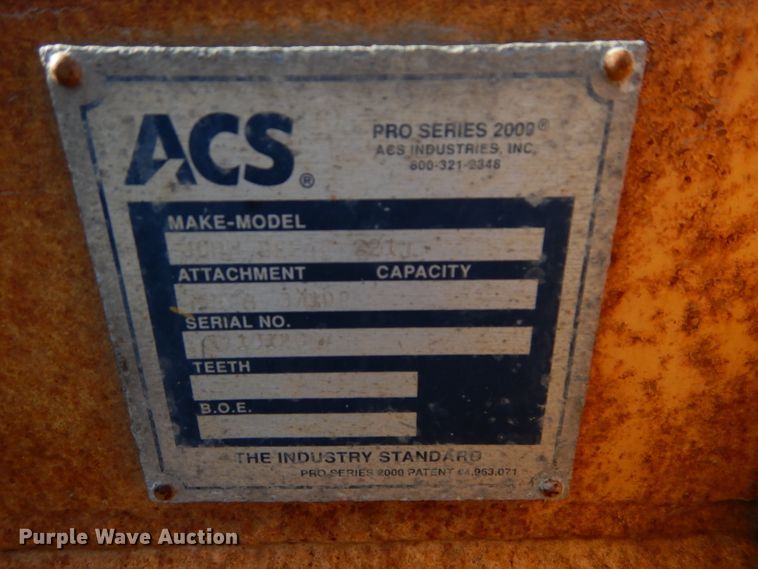 ACS®
PRO SERIES 2000®
ACS INDUSTRIES, INC.
800-321-2348
MAKE-MODEL
ATTACHMENT CAPACITY
SERIAL NO.
TEETH
B.O.E.
THE INDUSTRY STANDARD
PRO SERIES 2000 PATENT #4,963,071
Purple Wave Auction®